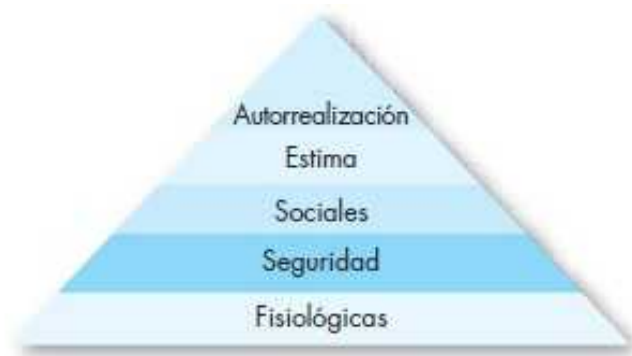 Autorrealización
Estima
Sociales
Seguridad
Fisiológicas